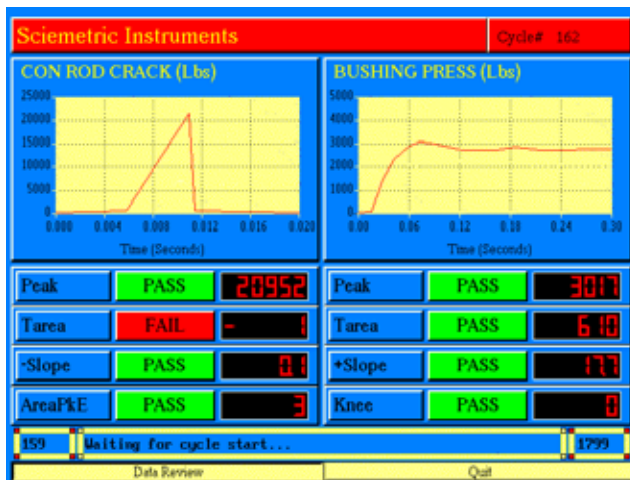 Sciemetric Instruments
Cycle# 162
CON ROD CRACK (Lbs)
25000
20000
15000
10000
5000
0
0.000 0.004 0.008 0.012 0.016 0.020
Time (Seconds)
BUSHING PRESS (Lbs)
5000
4000
3000
2000
1000
0
0.00 0.06 0.12 0.18 0.24 0.30
Time (Seconds)
Peak PASS 20952
Tarea FAIL - 1
-Slope PASS 0.1
AreaPkE PASS 3
Peak PASS 3017
Tarea PASS 610
+Slope PASS 177
Knee PASS 0
159 Waiting for cycle start... 1799
Data Review Quit